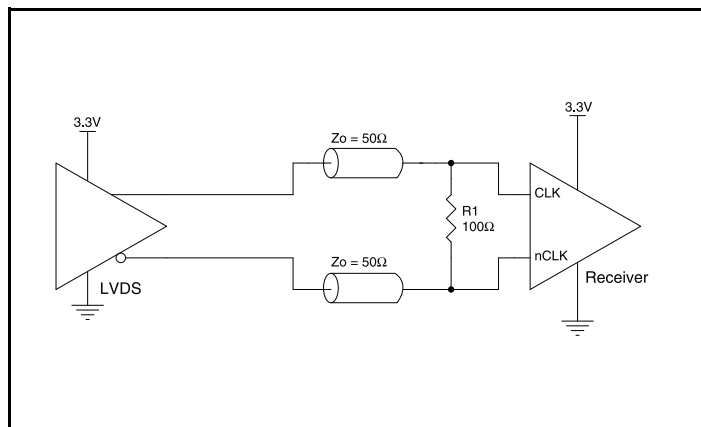 3.3V
3.3V
Zo = 50Ω
CLK
R1
100Ω
nCLK
Zo = 50Ω
LVDS
Receiver